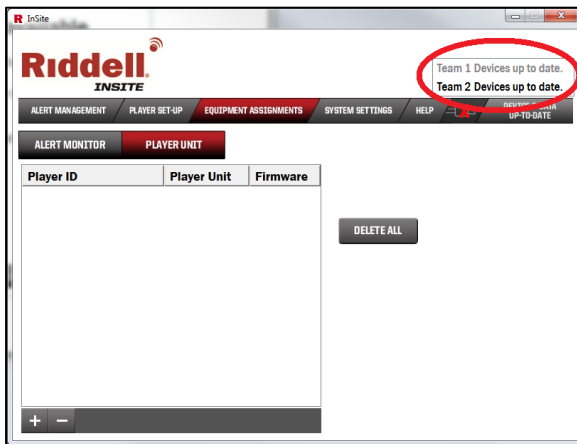 InSite
Riddell
INSITE
Team 1 Devices up to date.
Team 2 Devices up to date.
ALERT MANAGEMENT PLAYER SET-UP EQUIPMENT ASSIGNMENTS SYSTEM SETTINGS HELP
UP-TO-DATE
ALERT MONITOR PLAYER UNIT
Player ID Player Unit Firmware
DELETE ALL